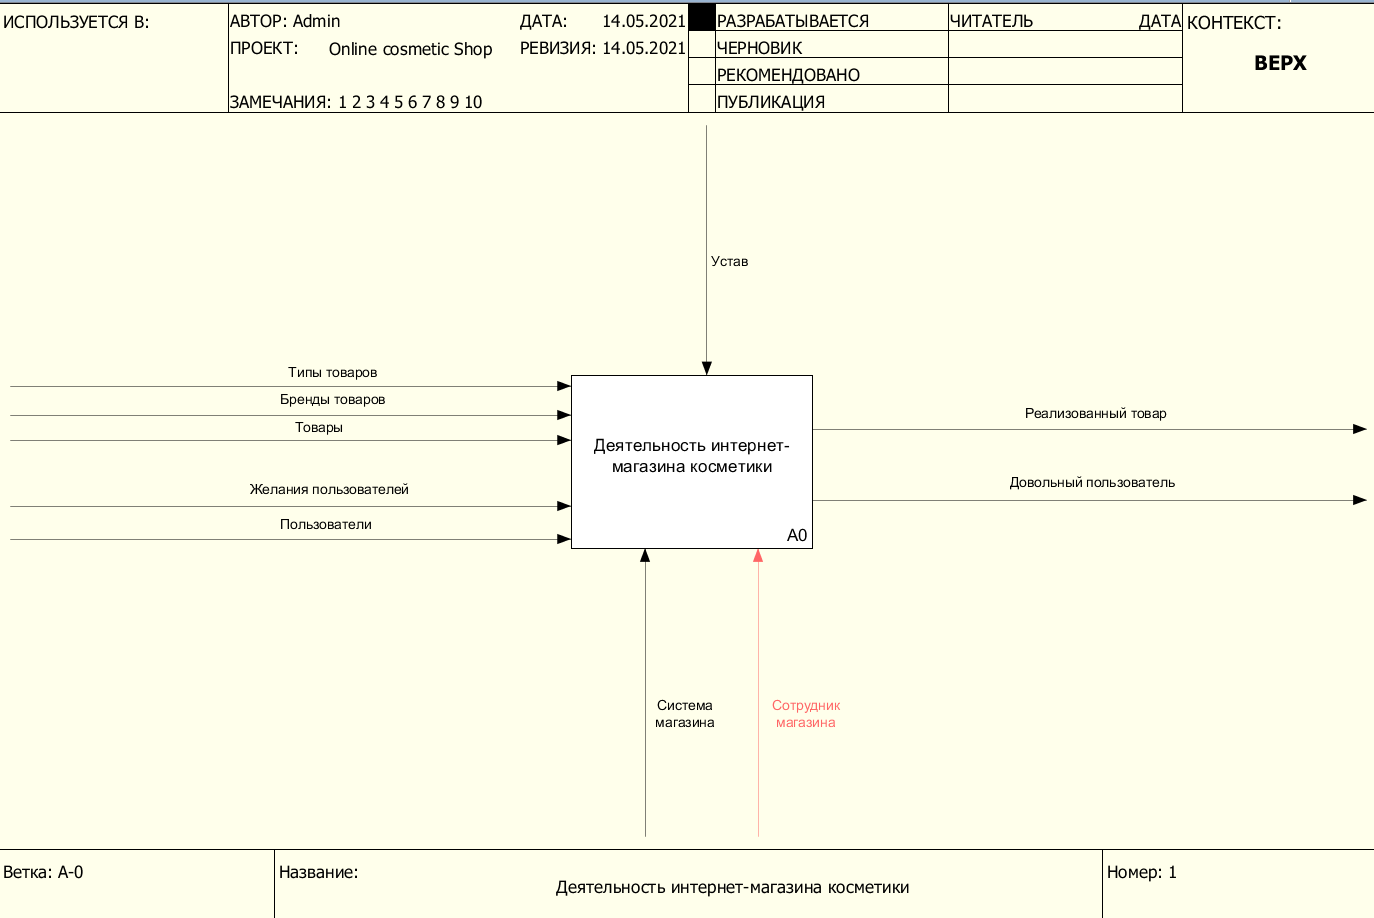 ИСПОЛЬЗУЕТСЯ В:
АВТОР: Admin
ДАТА: 14.05.2021
ПРОЕКТ: Online cosmetic Shop
РЕВИЗИЯ: 14.05.2021
ЗАМЕЧАНИЯ: 1 2 3 4 5 6 7 8 9 10
РАЗРАБАТЫВАЕТСЯ
ЧЕРНОВИК
РЕКОМЕНДОВАНО
ПУБЛИКАЦИЯ
ЧИТАТЕЛЬ ДАТА
КОНТЕКСТ:
ВЕРХ
Устав
Типы товаров
Бренды товаров
Товары
Желания пользователей
Пользователи
Деятельность интернет-
магазина косметики
A0
Реализованный товар
Довольный пользователь
Система
магазина
Сотрудник
магазина
Ветка: A-0
Название:
Деятельность интернет-магазина косметики
Номер: 1